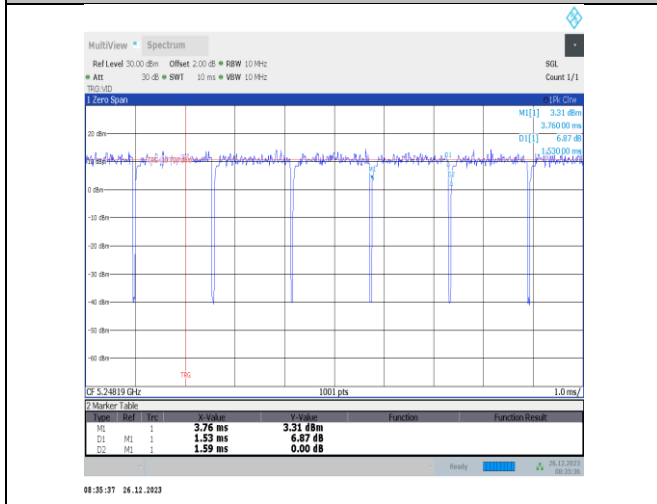 MultiView Spectrum
Ref Level 30.00 dBm Offset 2.00 dB RBW 10 MHz SGL
Att 30 dB SWT 10 ms VBW 10 MHz Count 1/1
TRG:VID
1 Zero Span 1Pk Clrw
M1[1] 3.31 dBm
3.76000 ms
20 dBm
D1[1] 6.87 dB
1.53000 ms
D1
M1
D2
0 dBm
-10 dBm
-20 dBm
-30 dBm
-40 dBm
-50 dBm
-60 dBm
TRG
CF 5.24819 GHz 1001 pts 1.0 ms/
2 Marker Table
Type Ref Trc X-Value Y-Value Function Function Result
M1 1 3.76 ms 3.31 dBm
D1 M1 1 1.53 ms 6.87 dB
D2 M1 1 1.59 ms 0.00 dB
Ready 26.12.2023
08:35:36
08:35:37 26.12.2023